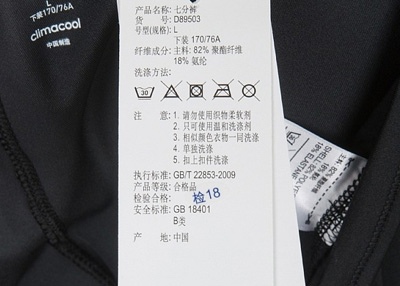 L
下装170/76A
climacool
中国制造
产品名称: 七分裤
货　号: D89503
号型(规格): L
下装 170/76A
纤维成分: 主料: 82% 聚酯纤维
18% 氨纶
洗涤方法:
30
注　意: 1. 请勿使用织物柔软剂
2. 只可使用温和洗涤剂
3. 相似颜色衣物一同洗涤
4. 单独洗涤
5. 扣上扣件洗涤
执行标准: GB/T 22853-2009
产品等级: 合格品
检验合格: 检18
安全标准: GB 18401
B类
产　地: 中国
主料
SHELL 82%
18% ELASTANE